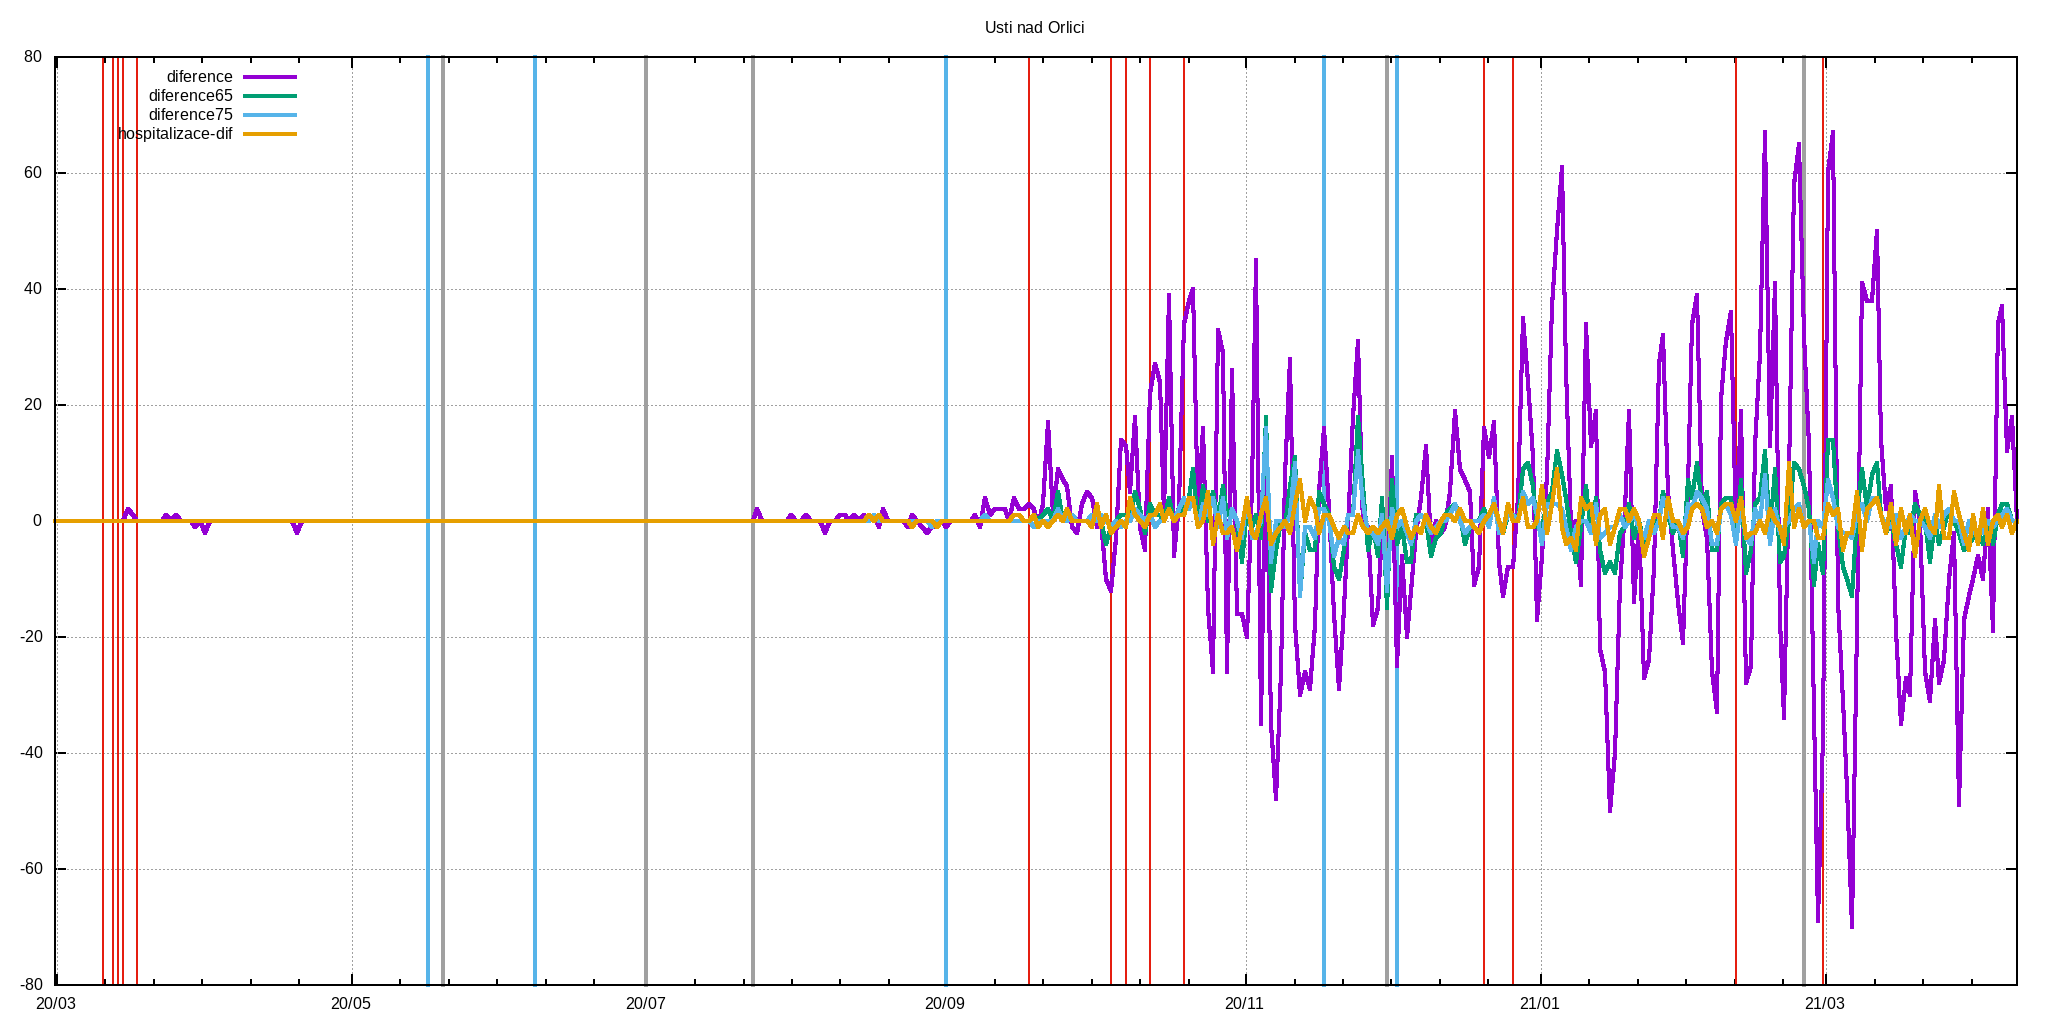 Usti nad Orlici
80
60
40
20
0
-20
-40
-60
-80
diference
diference65
diference75
hospitalizace-dif
20/03 20/05 20/07 20/09 20/11 21/01 21/03